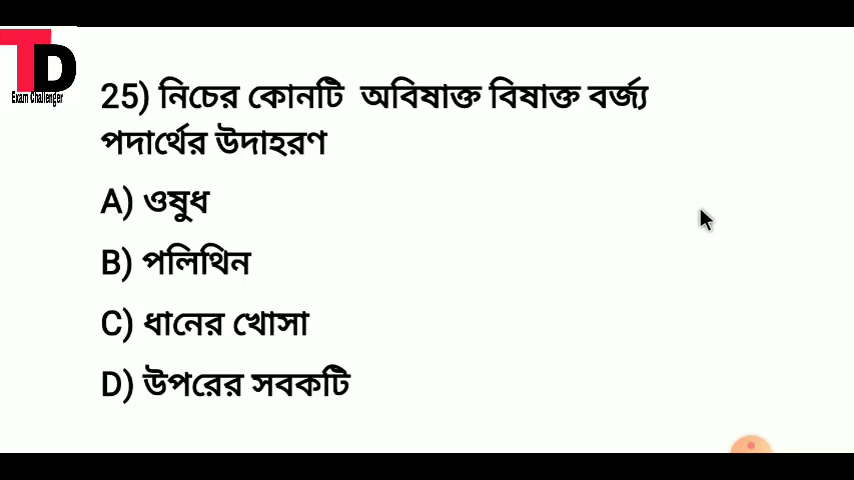 TD
Exam Challenger
25) নিচের কোনটি অবিষাক্ত বিষাক্ত বর্জ্য
পদার্থের উদাহরণ
A) ওষুধ
B) পলিথিন
C) ধানের খোসা
D) উপরের সবকটি